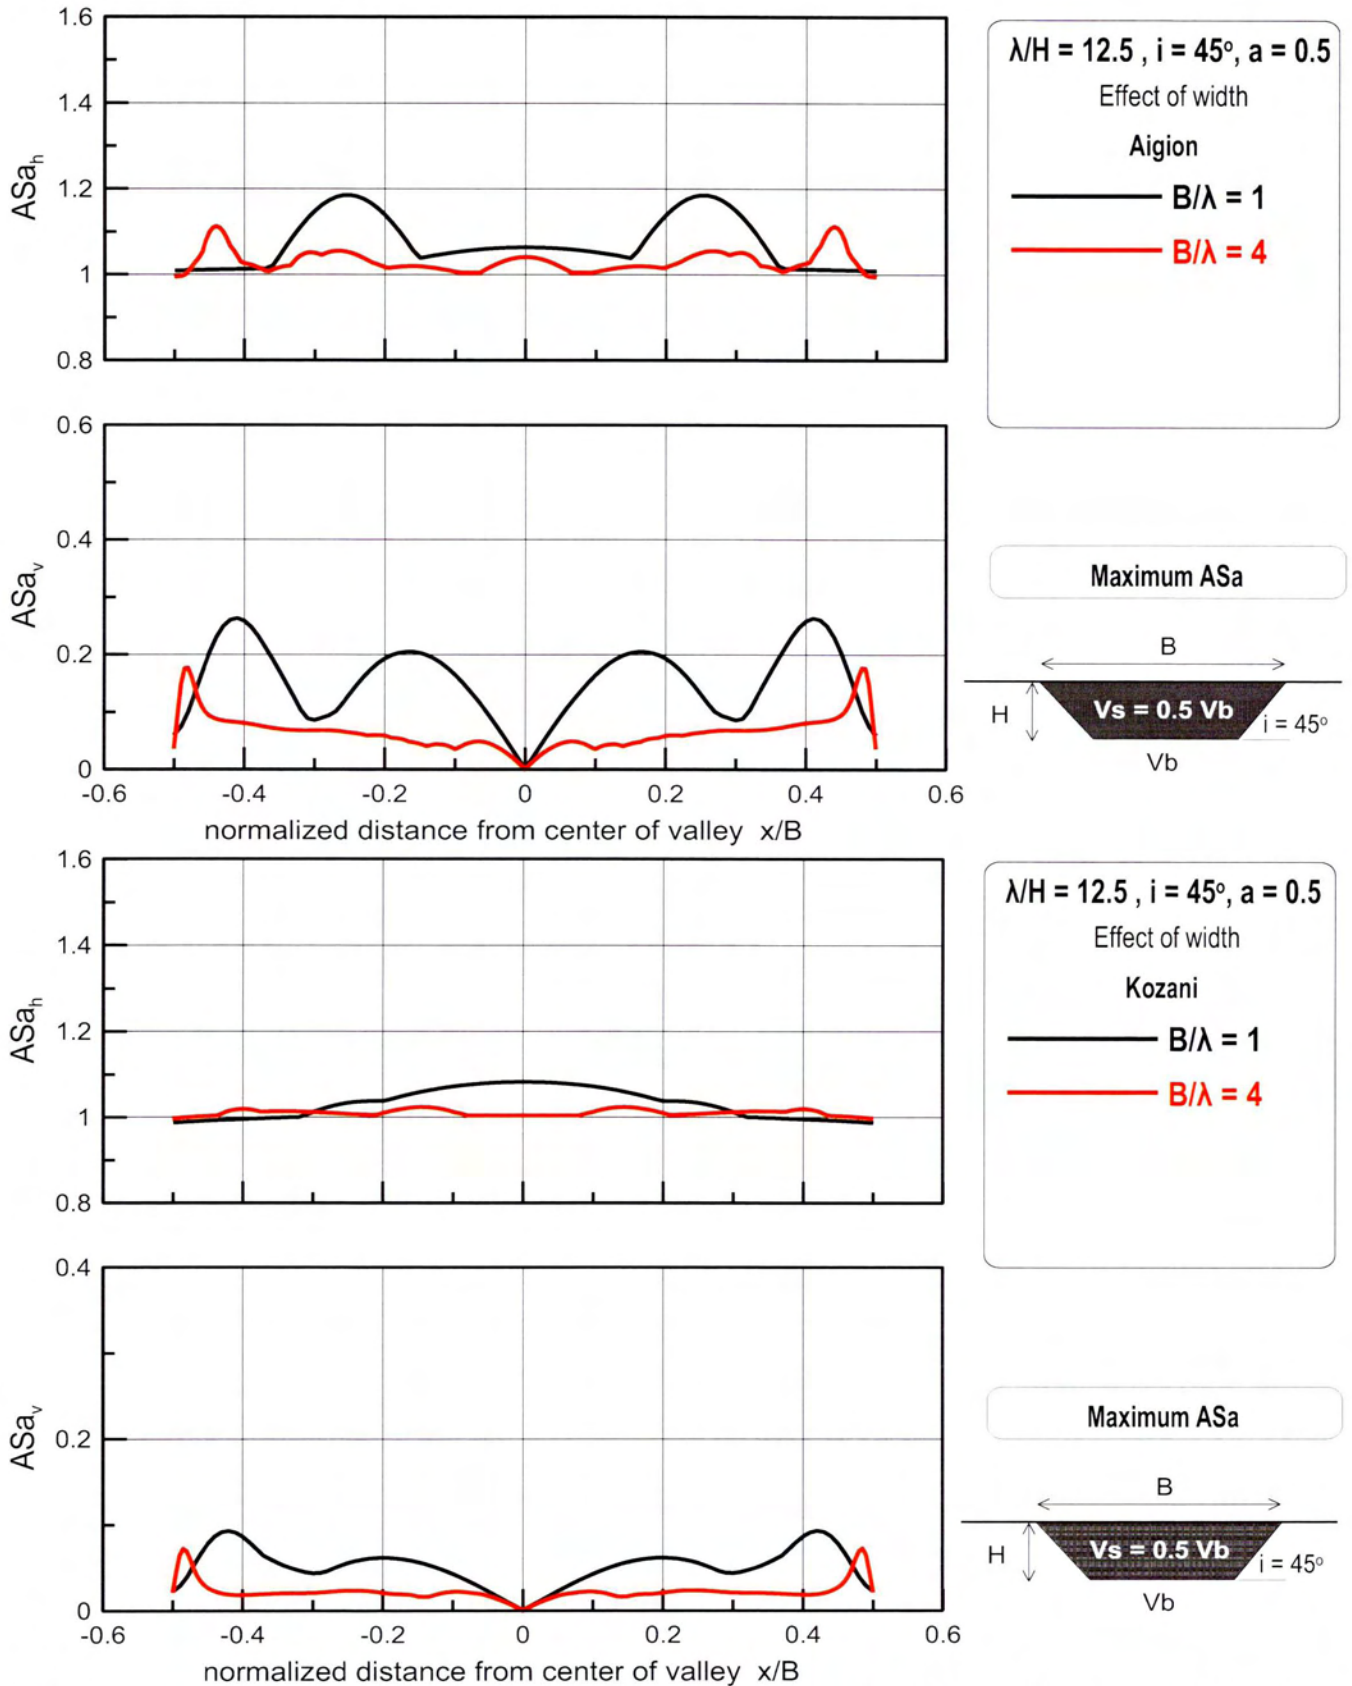 1.6
1.4
1.2
1
0.8
ASaₕ
λ/H = 12.5 , i = 45°, a = 0.5
Effect of width
Aigion
B/λ = 1
B/λ = 4
0.6
0.4
0.2
0
ASaᵥ
-0.6 -0.4 -0.2 0 0.2 0.4 0.6
normalized distance from center of valley x/B
Maximum ASa
B
H
Vs = 0.5 Vb
i = 45°
Vb
1.6
1.4
1.2
1
0.8
ASaₕ
λ/H = 12.5 , i = 45°, a = 0.5
Effect of width
Kozani
B/λ = 1
B/λ = 4
0.4
0.2
0
ASaᵥ
-0.6 -0.4 -0.2 0 0.2 0.4 0.6
normalized distance from center of valley x/B
Maximum ASa
B
H
Vs = 0.5 Vb
i = 45°
Vb